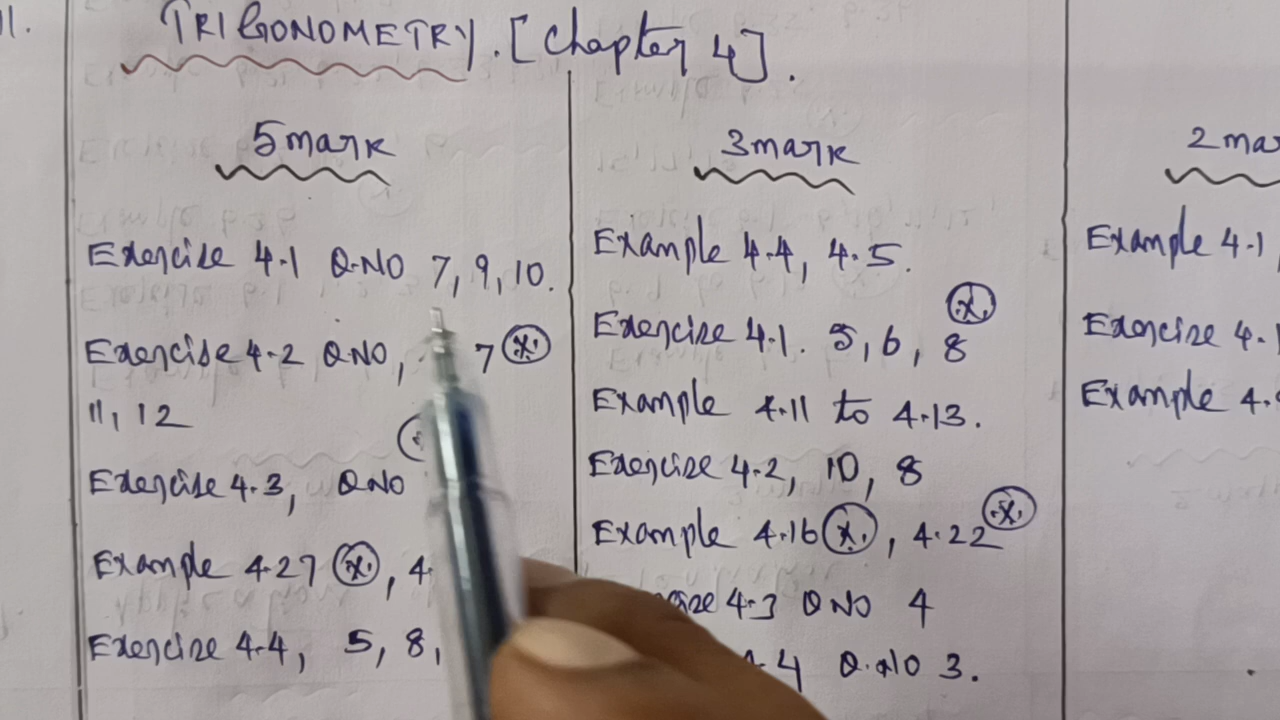 11.
TRIGONOMETRY. [Chapter 4].
5mark
Exercise 4.1 Q.NO 7, 9, 10.
Exercise 4.2 Q.NO, 7 (x)
11, 12
Exercise 4.3, Q.NO
Example 4.27 (x), 4.
Exercise 4.4, 5, 8,
3mark
Example 4.4, 4.5.
Exercise 4.1. 5, 6, 8 (x)
Example 4.11 to 4.13.
Exercise 4.2, 10, 8
Example 4.16 (x), 4.22 (x)
4.3 Q NO 4
4 Q.NO 3.
2 mar
Example 4.1
Exercise 4.
Example 4.